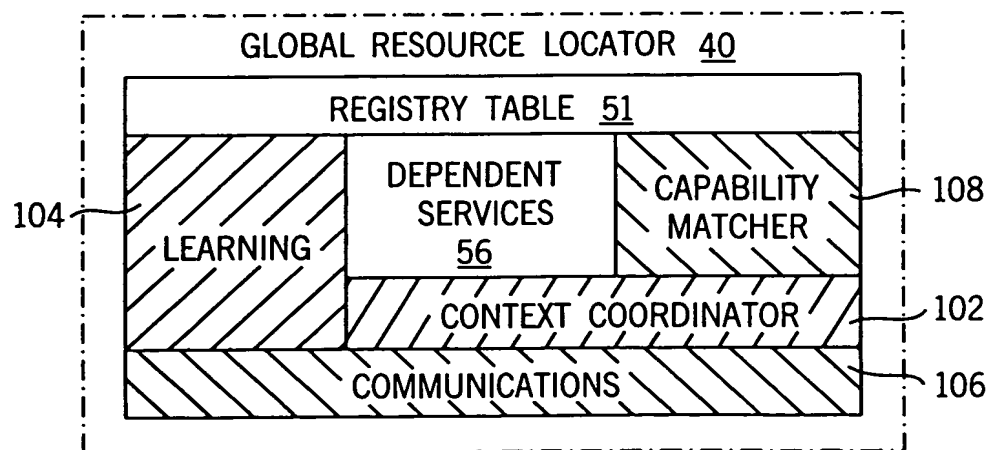 GLOBAL RESOURCE LOCATOR 40
REGISTRY TABLE 51
DEPENDENT
SERVICES
56
CAPABILITY
MATCHER
108
104
LEARNING
CONTEXT COORDINATOR
102
COMMUNICATIONS
106